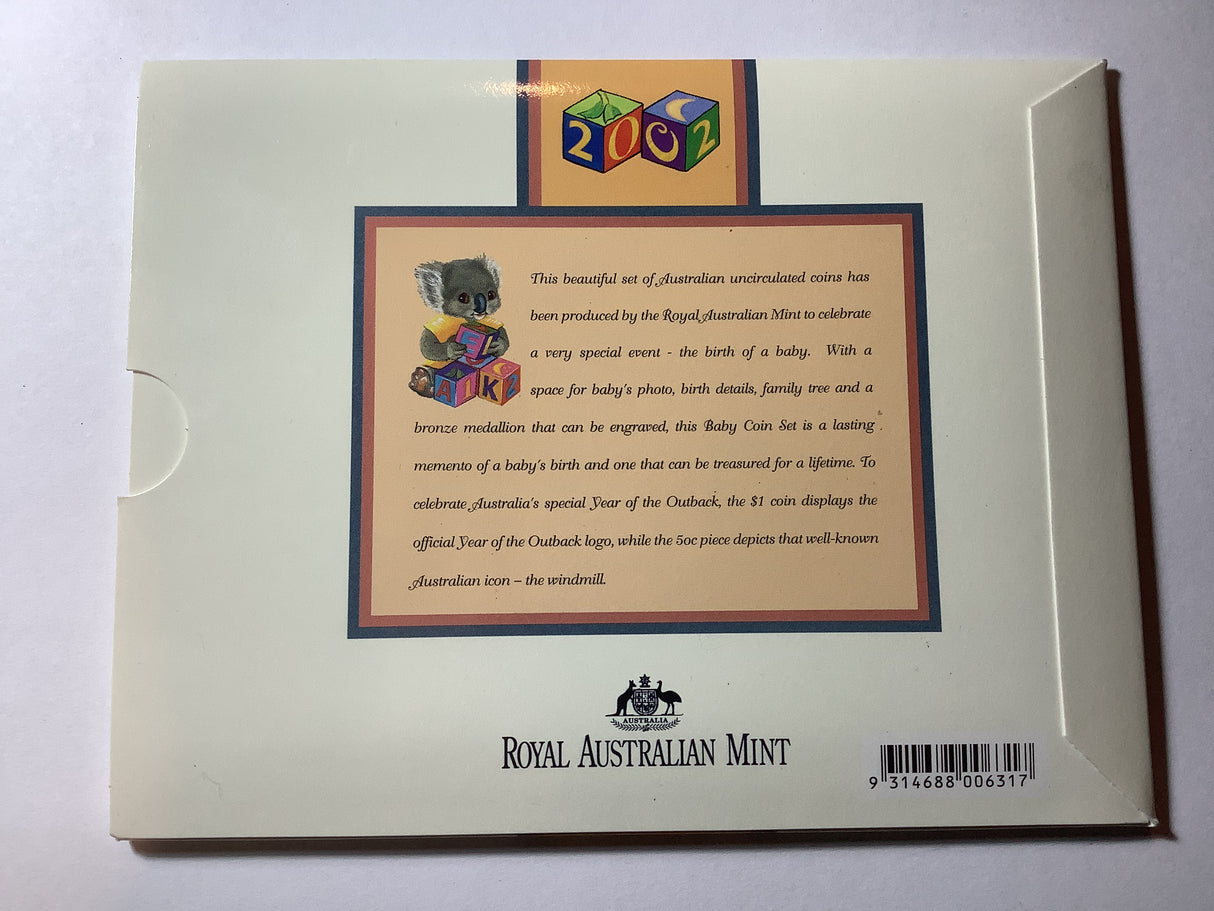 2002
This beautiful set of Australian uncirculated coins has
been produced by the Royal Australian Mint to celebrate
a very special event - the birth of a baby. With a
space for baby's photo, birth details, family tree and a
bronze medallion that can be engraved, this Baby Coin Set is a lasting
memento of a baby's birth and one that can be treasured for a lifetime. To
celebrate Australia's special Year of the Outback, the $1 coin displays the
official Year of the Outback logo, while the 50c piece depicts that well-known
Australian icon – the windmill.
AUSTRALIA
ROYAL AUSTRALIAN MINT
9 314688 006317